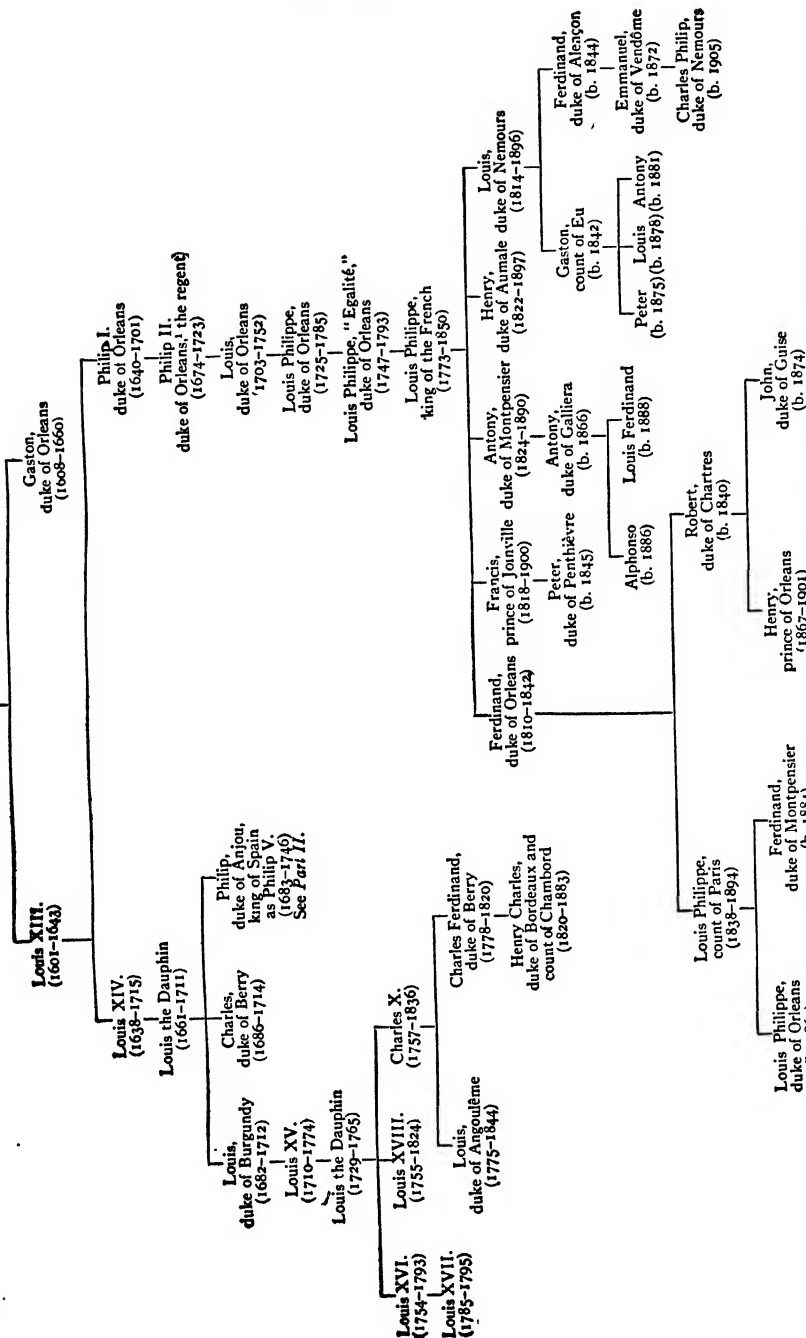 Louis XIII.
(1601–1643)
Gaston,
duke of Orleans
(1608–1660)
Louis XIV.
(1638–1715)
Louis the Dauphin
(1661–1711)
Philip I.
duke of Orleans
(1640–1701)
Philip II.
duke of Orleans,¹ the regent)
(1674–1723)
Louis,
duke of Orleans
(1703–1752)
Louis Philippe,
duke of Orleans
(1725–1785)
Louis Philippe, "Egalité,"
duke of Orleans
(1747–1793)
Louis Philippe,
king of the French
(1773–1850)
Louis,
duke of Burgundy
(1682–1712)
Charles,
duke of Berry
(1686–1714)
Philip,
duke of Anjou,
king of Spain
as Philip V.
(1683–1746)
See Part II.
Louis XV.
(1710–1774)
Louis the Dauphin
(1729–1765)
Louis XVI.
(1754–1793)
Louis XVII.
(1785–1795)
Louis XVIII.
(1755–1824)
Charles X.
(1757–1836)
Louis,
duke of Angoulême
(1775–1844)
Charles Ferdinand,
duke of Berry
(1778–1820)
Henry Charles,
duke of Bordeaux and
count of Chambord
(1820–1883)
Ferdinand,
duke of Orleans
(1810–1842)
Francis,
prince of Joinville
(1818–1900)
Peter,
duke of Penthièvre
(b. 1845)
Antony,
duke of Montpensier
(1824–1890)
Antony,
duke of Galliera
(b. 1866)
Alphonso
(b. 1886)
Louis Ferdinand
(b. 1888)
Henry,
duke of Aumale
(1822–1897)
Louis,
duke of Nemours
(1814–1896)
Gaston,
count of Eu
(b. 1842)
Peter
(b. 1875)
Louis
(b. 1878)
Antony
(b. 1881)
Ferdinand,
duke of Alençon
(b. 1844)
Emmanuel,
duke of Vendôme
(b. 1872)
Charles Philip,
duke of Nemours
(b. 1905)
Louis Philippe,
count of Paris
(1838–1894)
Robert,
duke of Chartres
(b. 1840)
Louis Philippe,
duke of Orleans
Ferdinand,
duke of Montpensier
(b. 1884)
Henry,
prince of Orleans
(1867–1901)
John,
duke of Guise
(b. 1874)